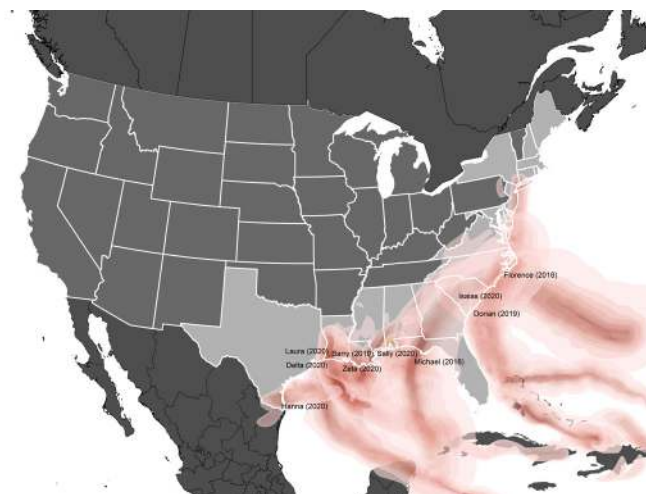 Florence (2018)
Isaias (2020)
Dorian (2019)
Laura (2020)
Barry (2019)
Sally (2020)
Delta (2020)
Zeta (2020)
Michael (2018)
Hanna (2020)